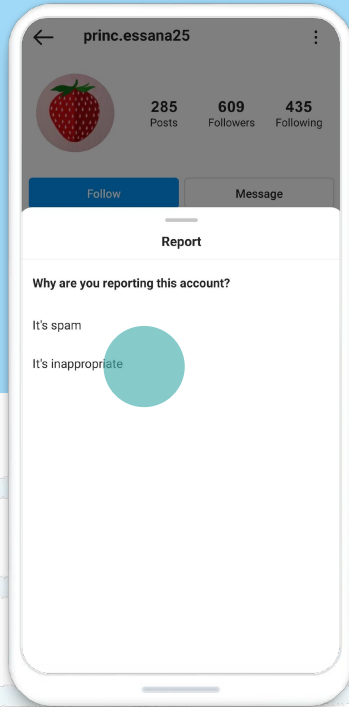 princ.essana25
285 609 435
Posts Followers Following
Follow Message
Report
Why are you reporting this account?
It's spam
It's inappropriate